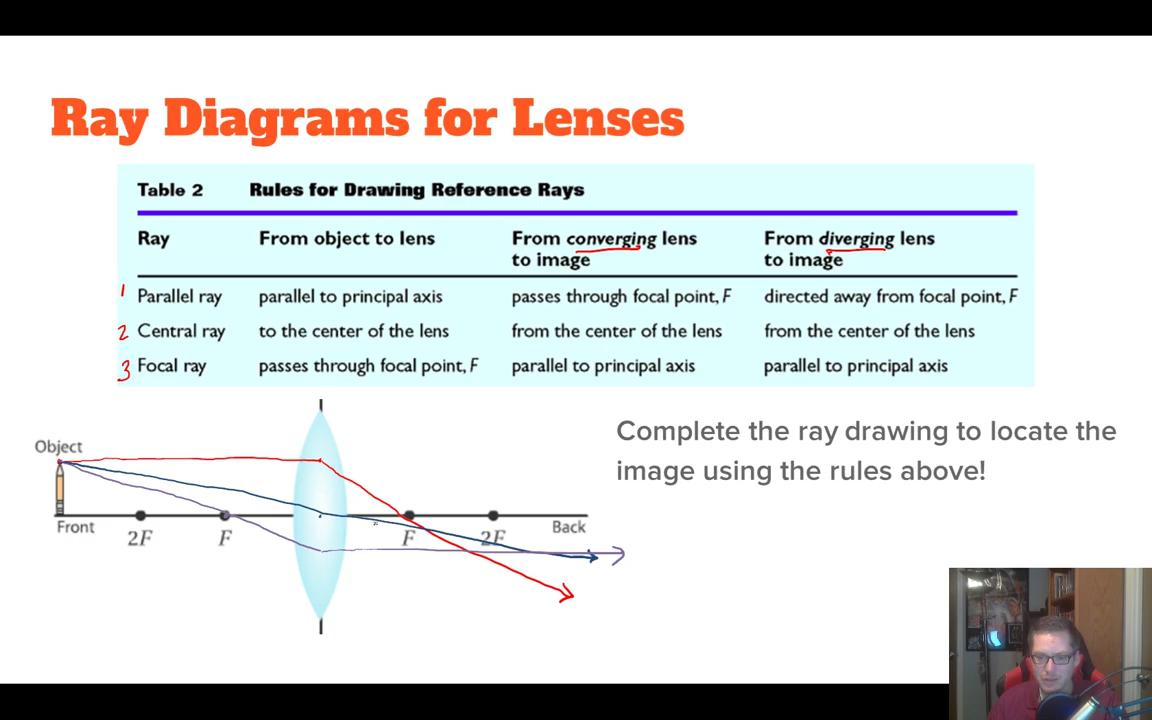 Ray Diagrams for Lenses
Table 2 Rules for Drawing Reference Rays
Ray From object to lens From converging lens to image From diverging lens to image
1 Parallel ray parallel to principal axis passes through focal point, F directed away from focal point, F
2 Central ray to the center of the lens from the center of the lens from the center of the lens
3 Focal ray passes through focal point, F parallel to principal axis parallel to principal axis
Complete the ray drawing to locate the
image using the rules above!
Object
Front 2F F F 2F Back